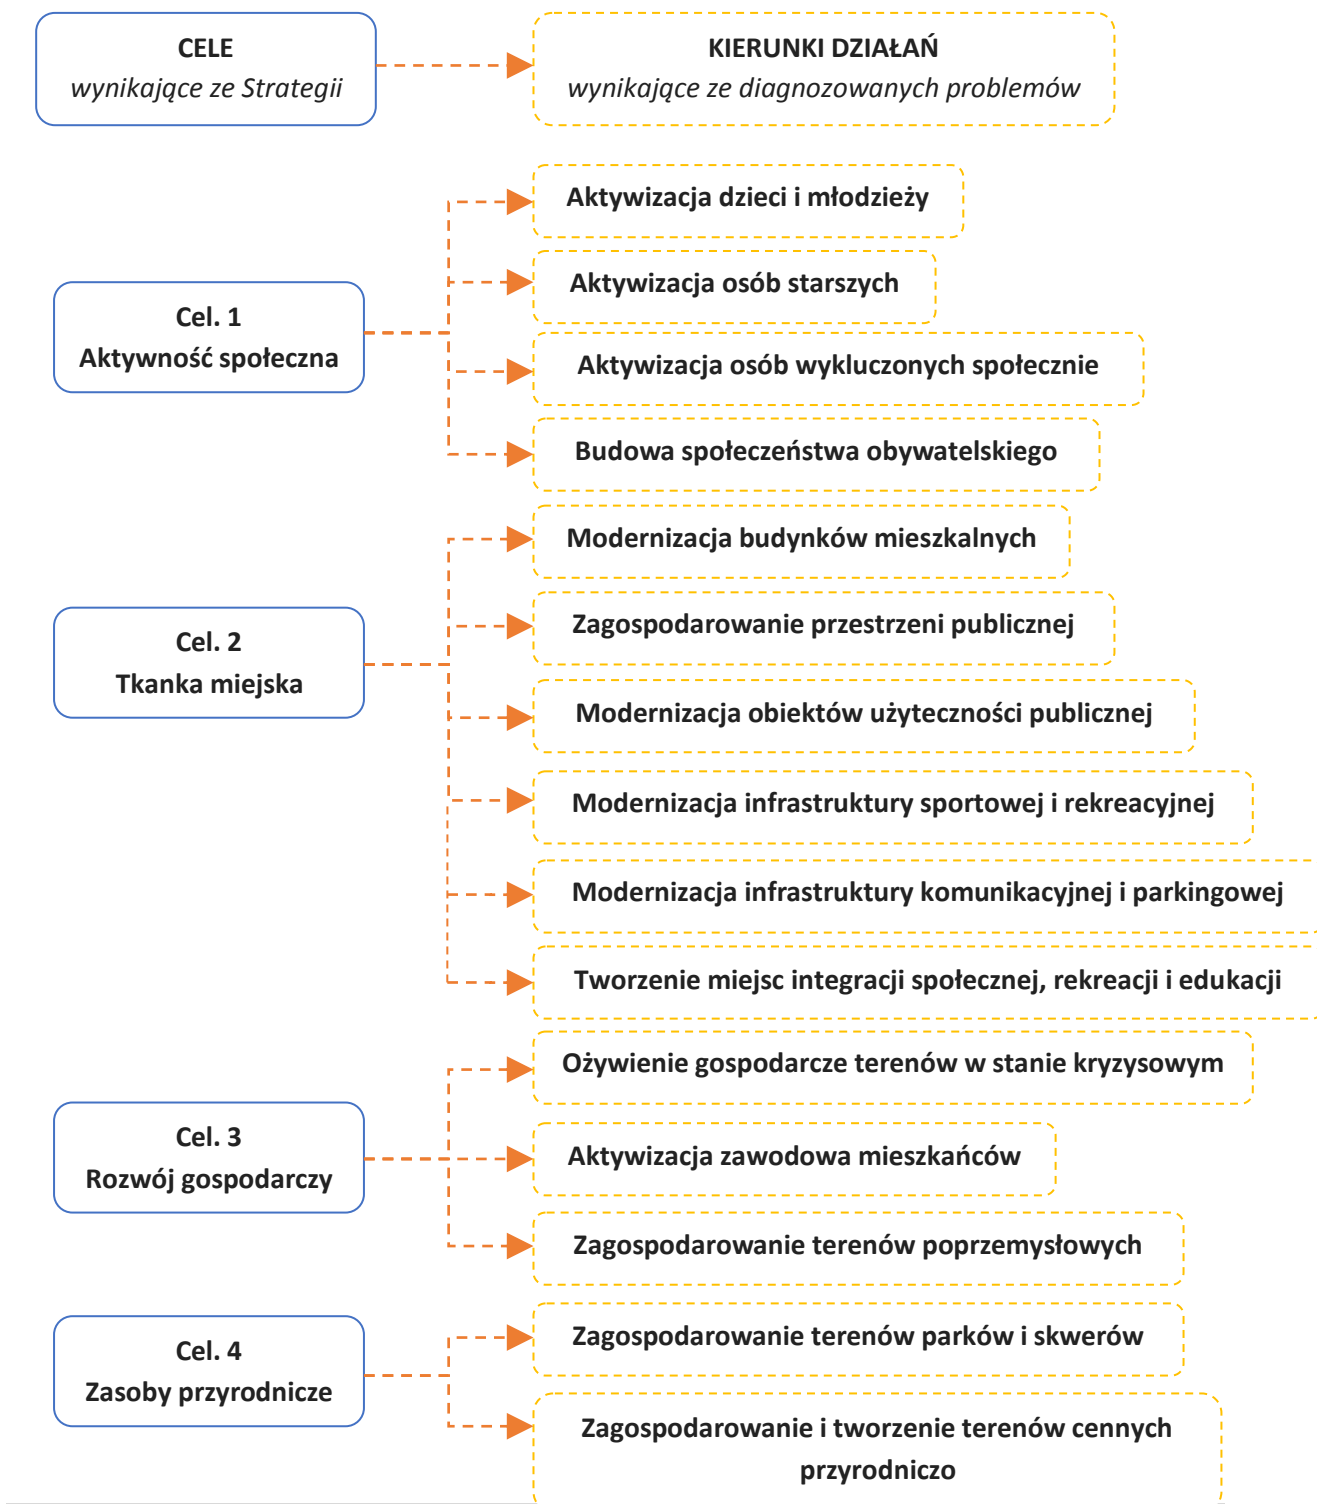 CELE
wynikające ze Strategii
KIERUNKI DZIAŁAŃ
wynikające ze diagnozowanych problemów
Cel. 1
Aktywność społeczna
Aktywizacja dzieci i młodzieży
Aktywizacja osób starszych
Aktywizacja osób wykluczonych społecznie
Budowa społeczeństwa obywatelskiego
Cel. 2
Tkanka miejska
Modernizacja budynków mieszkalnych
Zagospodarowanie przestrzeni publicznej
Modernizacja obiektów użyteczności publicznej
Modernizacja infrastruktury sportowej i rekreacyjnej
Modernizacja infrastruktury komunikacyjnej i parkingowej
Tworzenie miejsc integracji społecznej, rekreacji i edukacji
Cel. 3
Rozwój gospodarczy
Ożywienie gospodarcze terenów w stanie kryzysowym
Aktywizacja zawodowa mieszkańców
Zagospodarowanie terenów poprzemysłowych
Cel. 4
Zasoby przyrodnicze
Zagospodarowanie terenów parków i skwerów
Zagospodarowanie i tworzenie terenów cennych
przyrodniczo